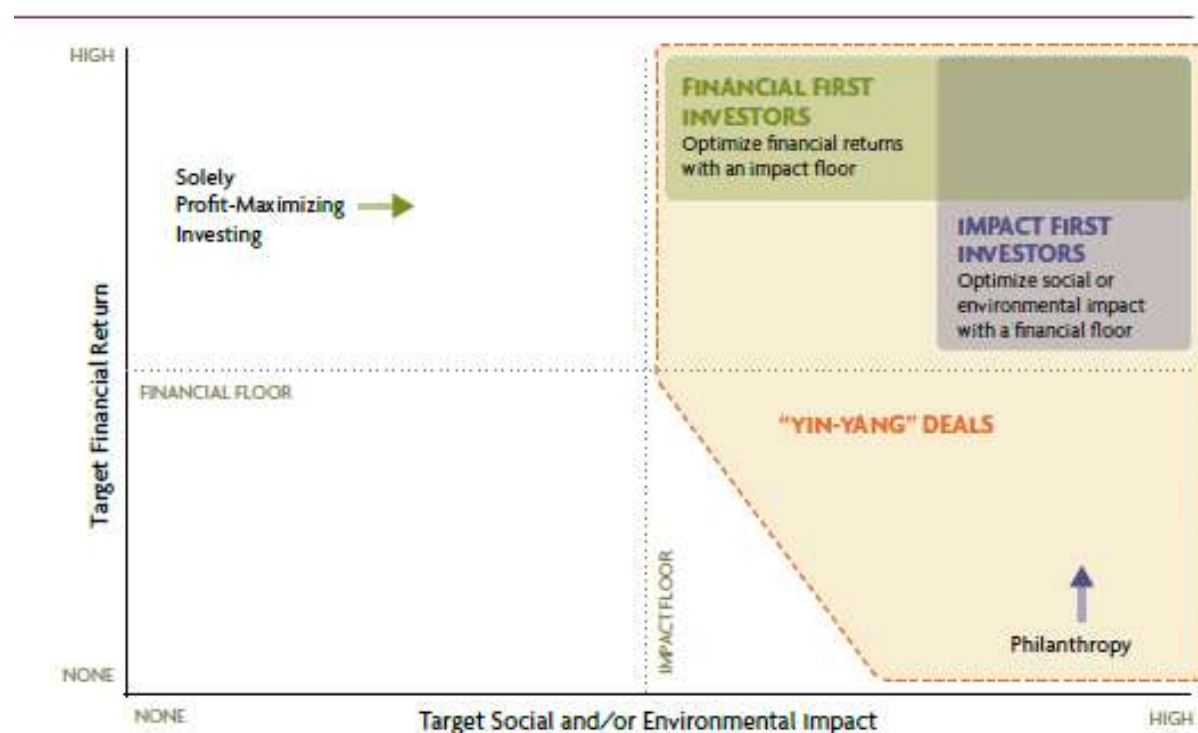 HIGH
FINANCIAL FIRST
INVESTORS
Optimize financial returns
with an impact floor
Solely
Profit-Maximizing
Investing
IMPACT FIRST
INVESTORS
Optimize social or
environmental impact
with a financial floor
Target Financial Return
FINANCIAL FLOOR
"YIN-YANG" DEALS
IMPACT FLOOR
Philanthropy
NONE
NONE
Target Social and/or Environmental Impact
HIGH